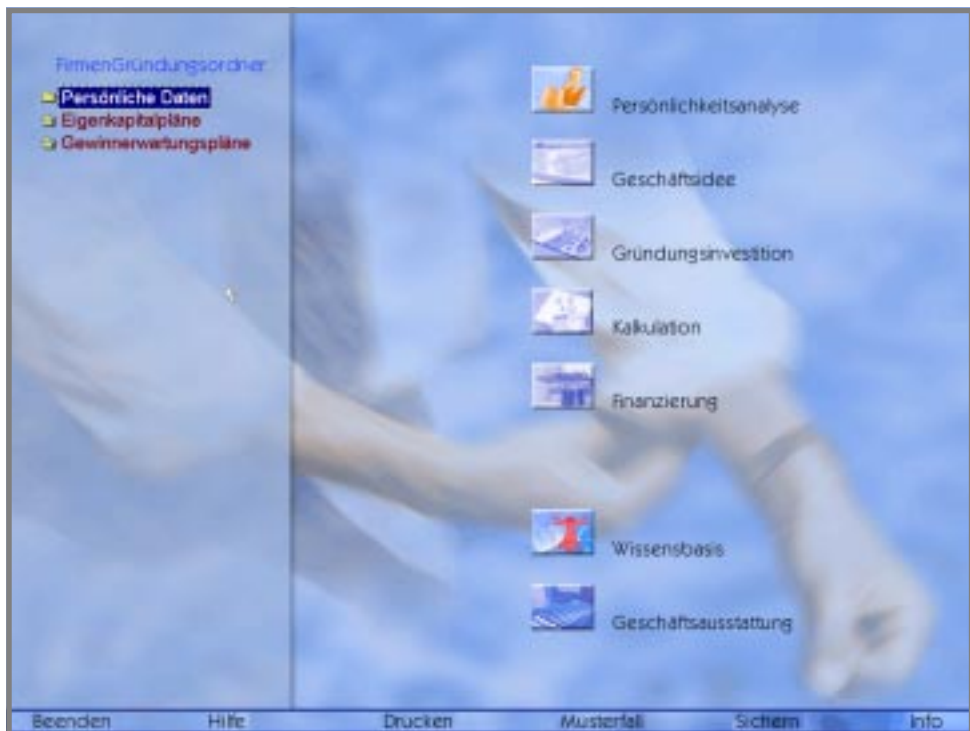 FirmenGründungsordner
Persönliche Daten
Eigenkapitalpläne
Gewinnerwartungspläne
Persönlichkeitsanalyse
Geschäftsidee
Gründungsinvestition
Kalkulation
Finanzierung
Wissensbasis
Geschäftsausstattung
Beenden Hilfe Drucken Musterfall Sichern Info